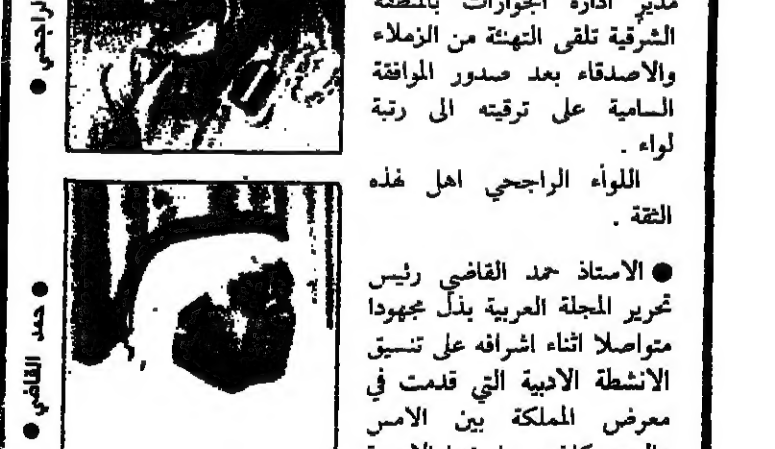 مدير ادارة الجوازات بالمنطقة
الشرقية تلقى التهنئة من الزملاء
والاصدقاء بعد صدور الموافقة
السامية على ترقيته الى رتبة
لواء .
اللواء الراجحي اهل لهذه
الثقة .
● الاستاذ حمد القاضي رئيس
تحرير المجلة العربية بذل مجهودا
متواصلا اثناء اشرافه على تنسيق
الانشطة الادبية التي قدمت في
معرض المملكة بين الامس
الراجحي ●
● حمد القاضي ●